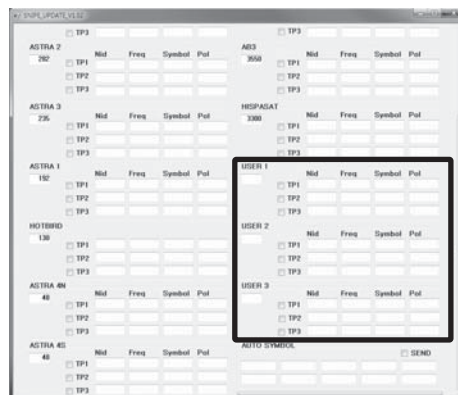 SNIPE_UPDATE_V1.02
TP3
ASTRA 2
282
Nid Freq Symbol Pol
TP1
TP2
TP3
ASTRA 3
235
Nid Freq Symbol Pol
TP1
TP2
TP3
ASTRA 1
192
Nid Freq Symbol Pol
TP1
TP2
TP3
HOTBIRD
130
TP1
TP2
TP3
ASTRA 4N
48
Nid Freq Symbol Pol
TP1
TP2
TP3
ASTRA 4S
48
Nid Freq Symbol Pol
TP1
TP2
TP3
TP3
AB3
3550
Nid Freq Symbol Pol
TP1
TP2
TP3
HISPASAT
3300
Nid Freq Symbol Pol
TP1
TP2
TP3
USER 1
Nid Freq Symbol Pol
TP1
TP2
TP3
USER 2
Nid Freq Symbol Pol
TP1
TP2
TP3
USER 3
Nid Freq Symbol Pol
TP1
TP2
TP3
AUTO SYMBOL
SEND